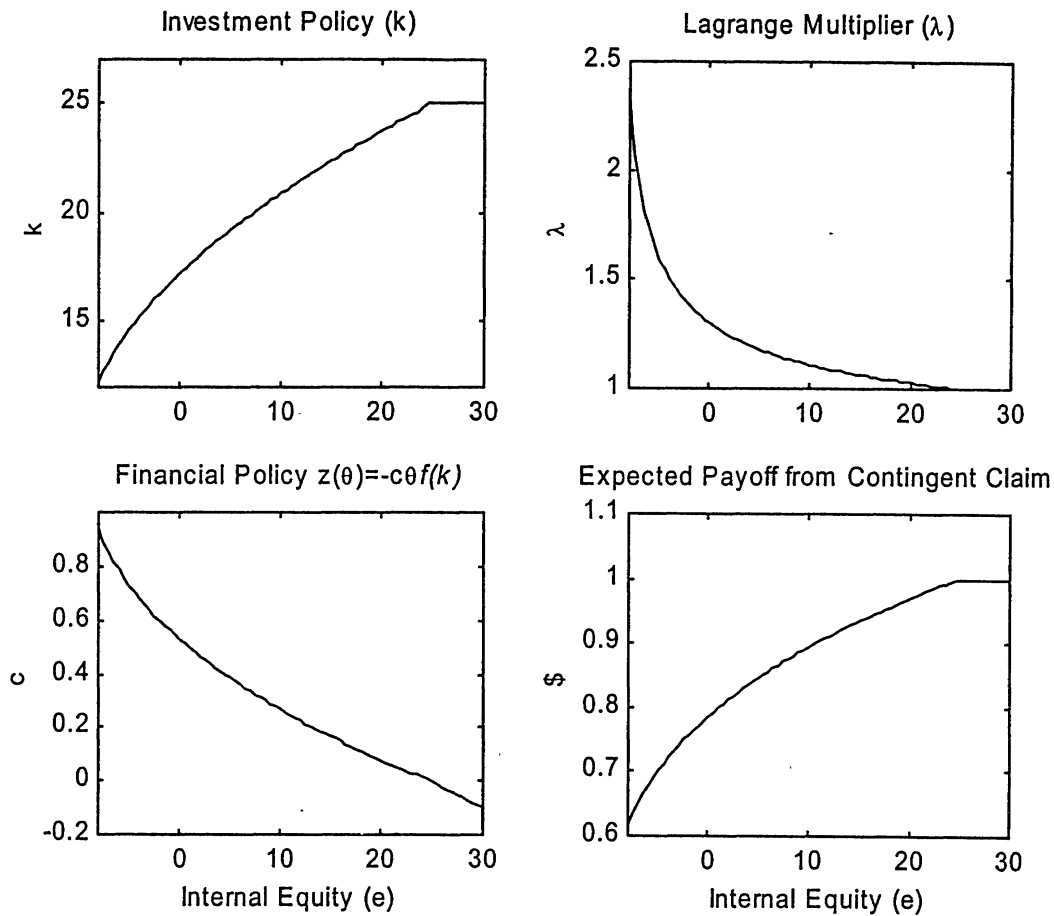 Investment Policy (k)
25
20
15
k
0 10 20 30
Lagrange Multiplier (λ)
2.5
2
1.5
1
λ
0 10 20 30
Financial Policy z(θ)=-cθf(k)
0.8
0.6
0.4
0.2
0
-0.2
c
0 10 20 30
Internal Equity (e)
Expected Payoff from Contingent Claim
1.1
1
0.9
0.8
0.7
0.6
$
0 10 20 30
Internal Equity (e)